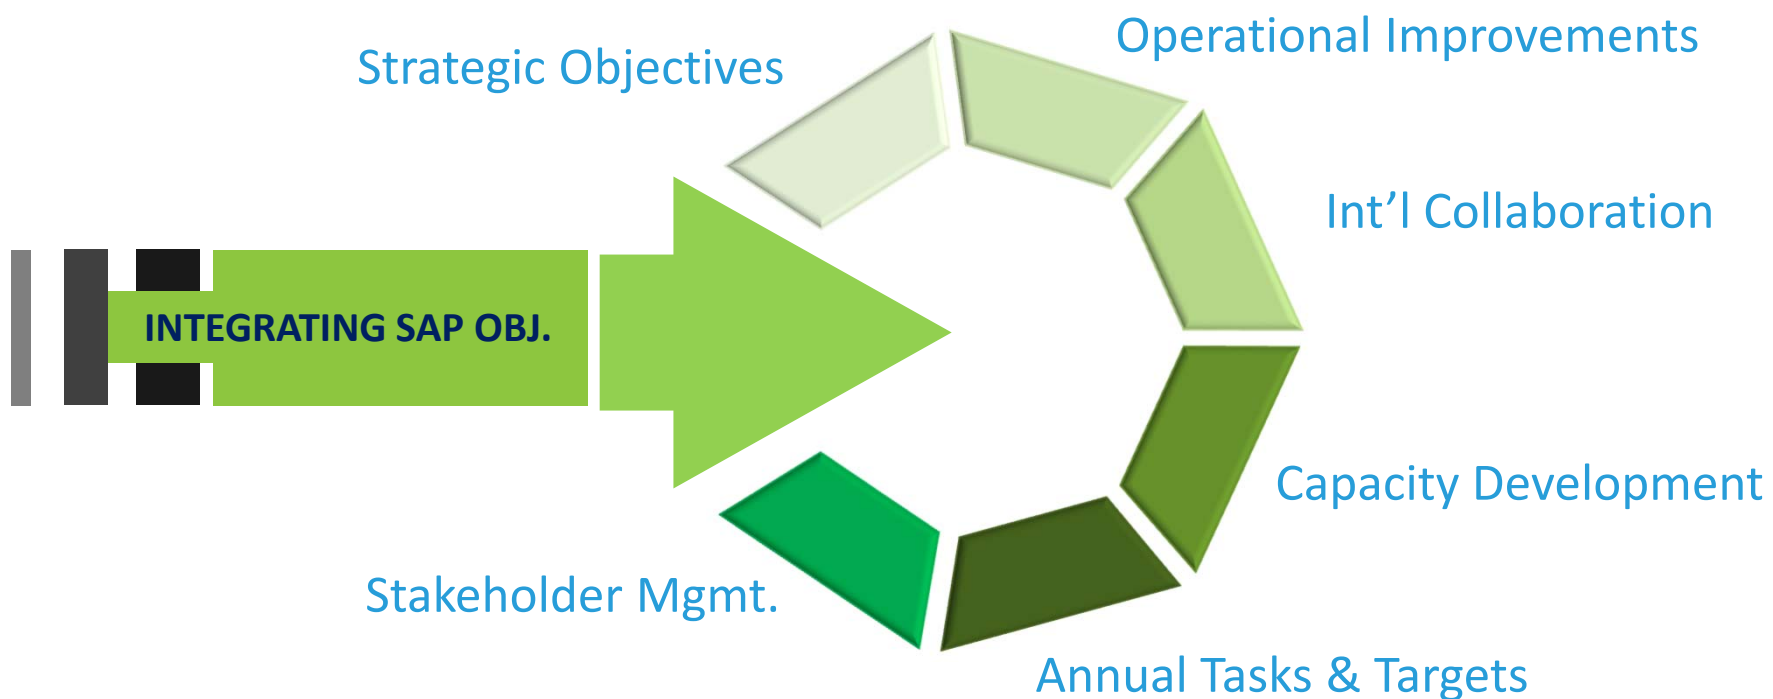 Strategic Objectives
Operational Improvements
Int’l Collaboration
INTEGRATING SAP OBJ.
Capacity Development
Stakeholder Mgmt.
Annual Tasks & Targets